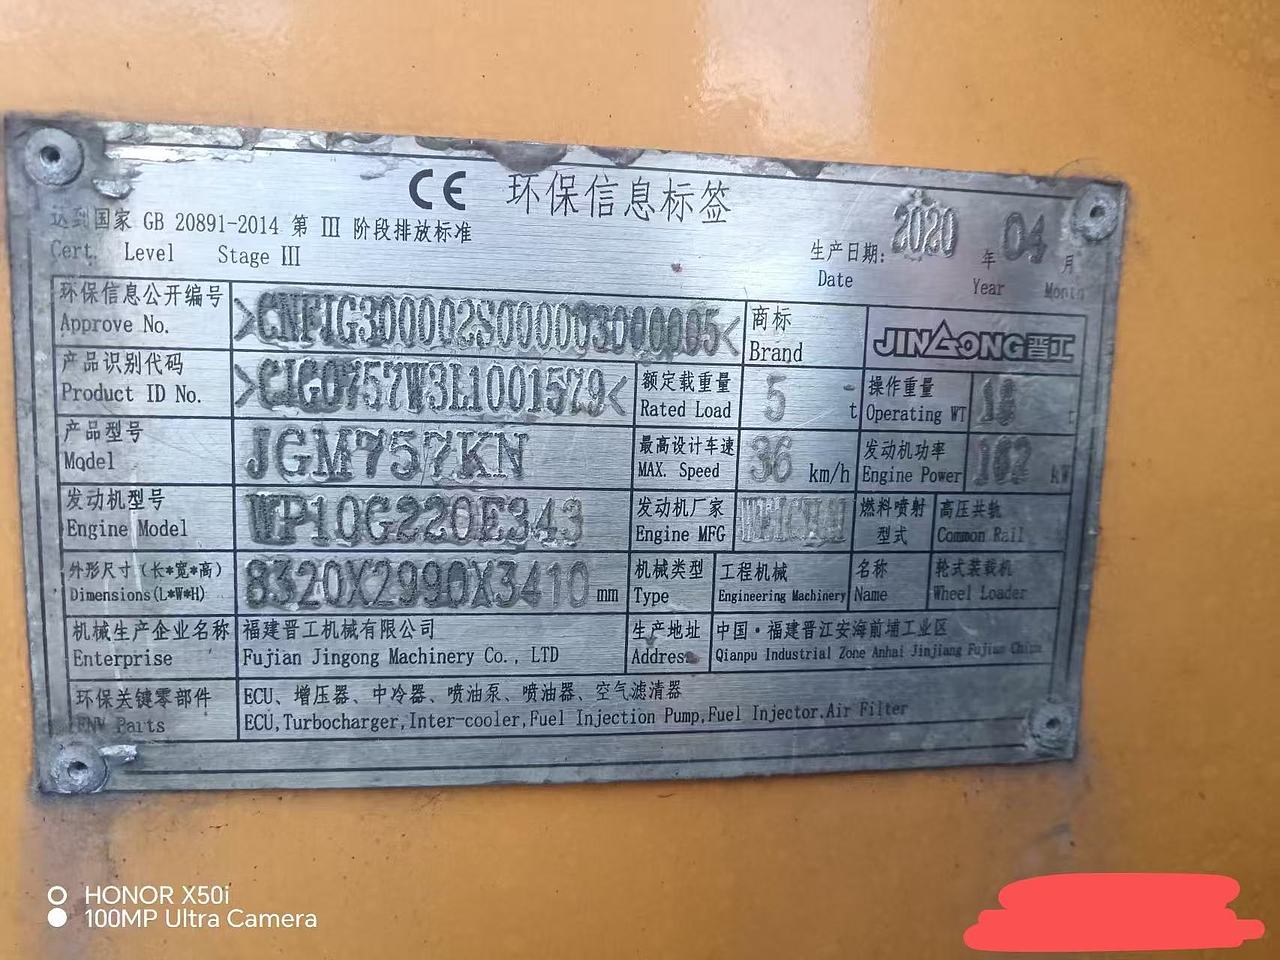 CE 环保信息标签
达到国家 GB 20891-2014 第 III 阶段排放标准
Cert. Level Stage III
生产日期: 2020 年 04 月
Date Year Month
环保信息公开编号
Approve No.
>CNFJG300002S000003000005<
商标
Brand
JINGONG晋工
产品识别代码
Product ID No.
>CJG0757W3L1001579<
额定载重量
Rated Load
5 t
操作重量
Operating WT
t
产品型号
Model
JGM757KN
最高设计车速
MAX. Speed
36 km/h
发动机功率
Engine Power
162 kW
发动机型号
Engine Model
WP10G220E343
发动机厂家
Engine MFG
燃料喷射
型式
高压共轨
Common Rail
外形尺寸(长*宽*高)
Dimensions(L*W*H)
8320X2990X3410 mm
机械类型
Type
工程机械
Engineering Machinery
名称
Name
轮式装载机
Wheel Loader
机械生产企业名称
Enterprise
福建晋工机械有限公司
Fujian Jingong Machinery Co., LTD
生产地址
Address
中国·福建晋江安海前埔工业区
Qianpu Industrial Zone Anhai Jinjiang Fujian China
环保关键零部件
ENV Parts
ECU、增压器、中冷器、喷油泵、喷油器、空气滤清器
ECU,Turbocharger,Inter-cooler,Fuel Injection Pump,Fuel Injector,Air Filter
HONOR X50i
100MP Ultra Camera